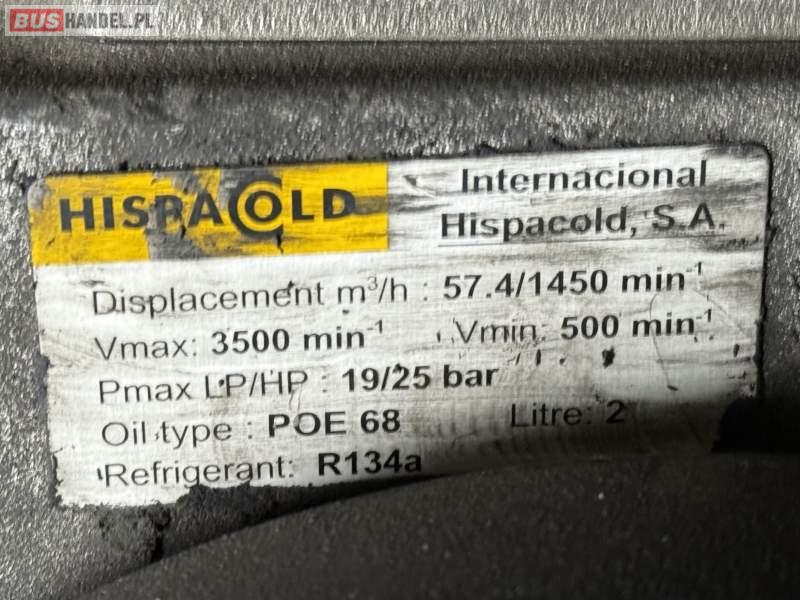 BUSHANDEL.PL
HISPACOLD
Internacional
Hispacold, S.A.
Displacement m³/h : 57.4/1450 min⁻¹
Vmax: 3500 min⁻¹ Vmin: 500 min⁻¹
Pmax LP/HP : 19/25 bar
Oil type : POE 68 Litre: 2
Refrigerant: R134a